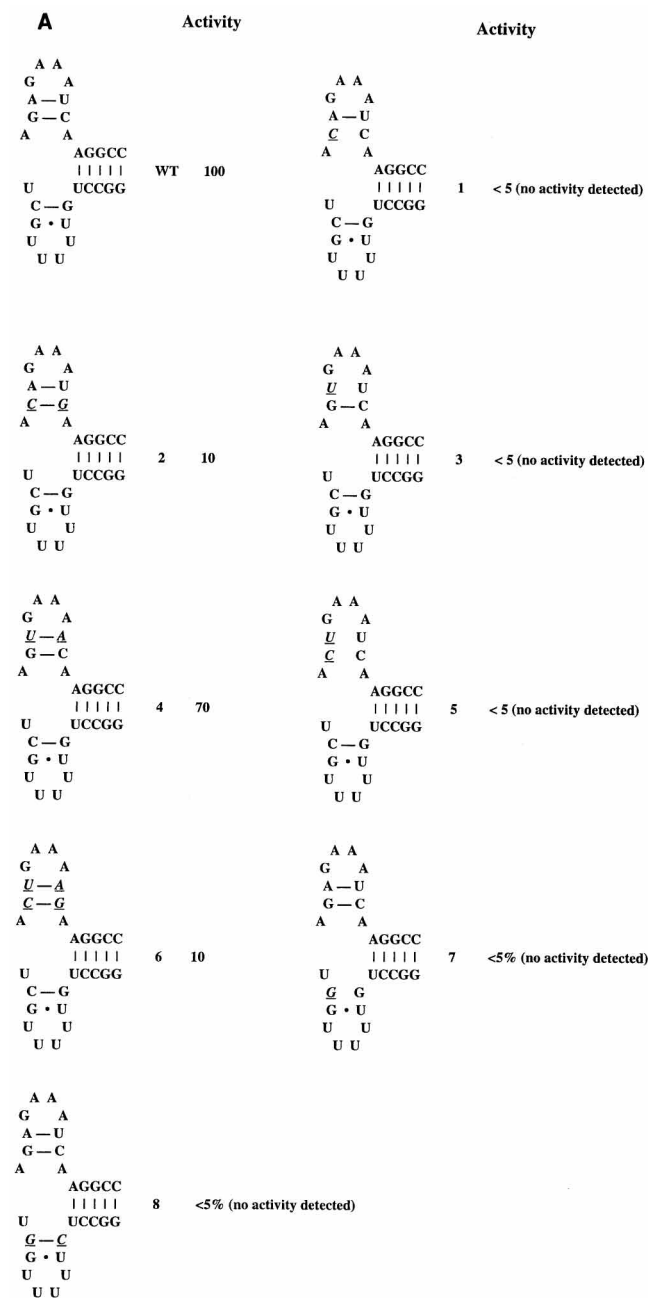 A
Activity
Activity
A A
G A
A — U
G — C
A A
AGGCC
WT 100
U UCCGG
C — G
G • U
U U
U U
A A
G A
A — U
C C
A A
AGGCC
1 < 5 (no activity detected)
U UCCGG
C — G
G • U
U U
U U
A A
G A
A — U
C — G
A A
AGGCC
2 10
U UCCGG
C — G
G • U
U U
U U
A A
G A
U U
G — C
A A
AGGCC
3 < 5 (no activity detected)
U UCCGG
C — G
G • U
U U
U U
A A
G A
U — A
G — C
A A
AGGCC
4 70
U UCCGG
C — G
G • U
U U
U U
A A
G A
U U
C C
A A
AGGCC
5 < 5 (no activity detected)
U UCCGG
C — G
G • U
U U
U U
A A
G A
U — A
C — G
A A
AGGCC
6 10
U UCCGG
C — G
G • U
U U
U U
A A
G A
A — U
G — C
A A
AGGCC
7 <5% (no activity detected)
U UCCGG
G G
G • U
U U
U U
A A
G A
A — U
G — C
A A
AGGCC
8 <5% (no activity detected)
U UCCGG
G — C
G • U
U U
U U